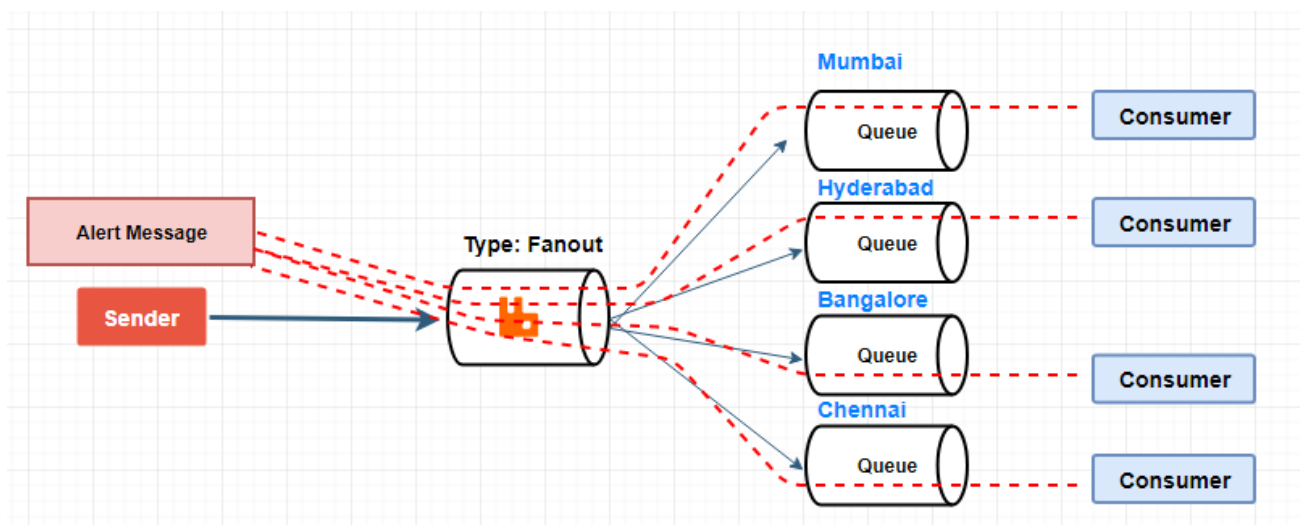 Mumbai
Queue
Consumer
Hyderabad
Alert Message
Type: Fanout
Queue
Consumer
Sender
Bangalore
Queue
Consumer
Chennai
Queue
Consumer